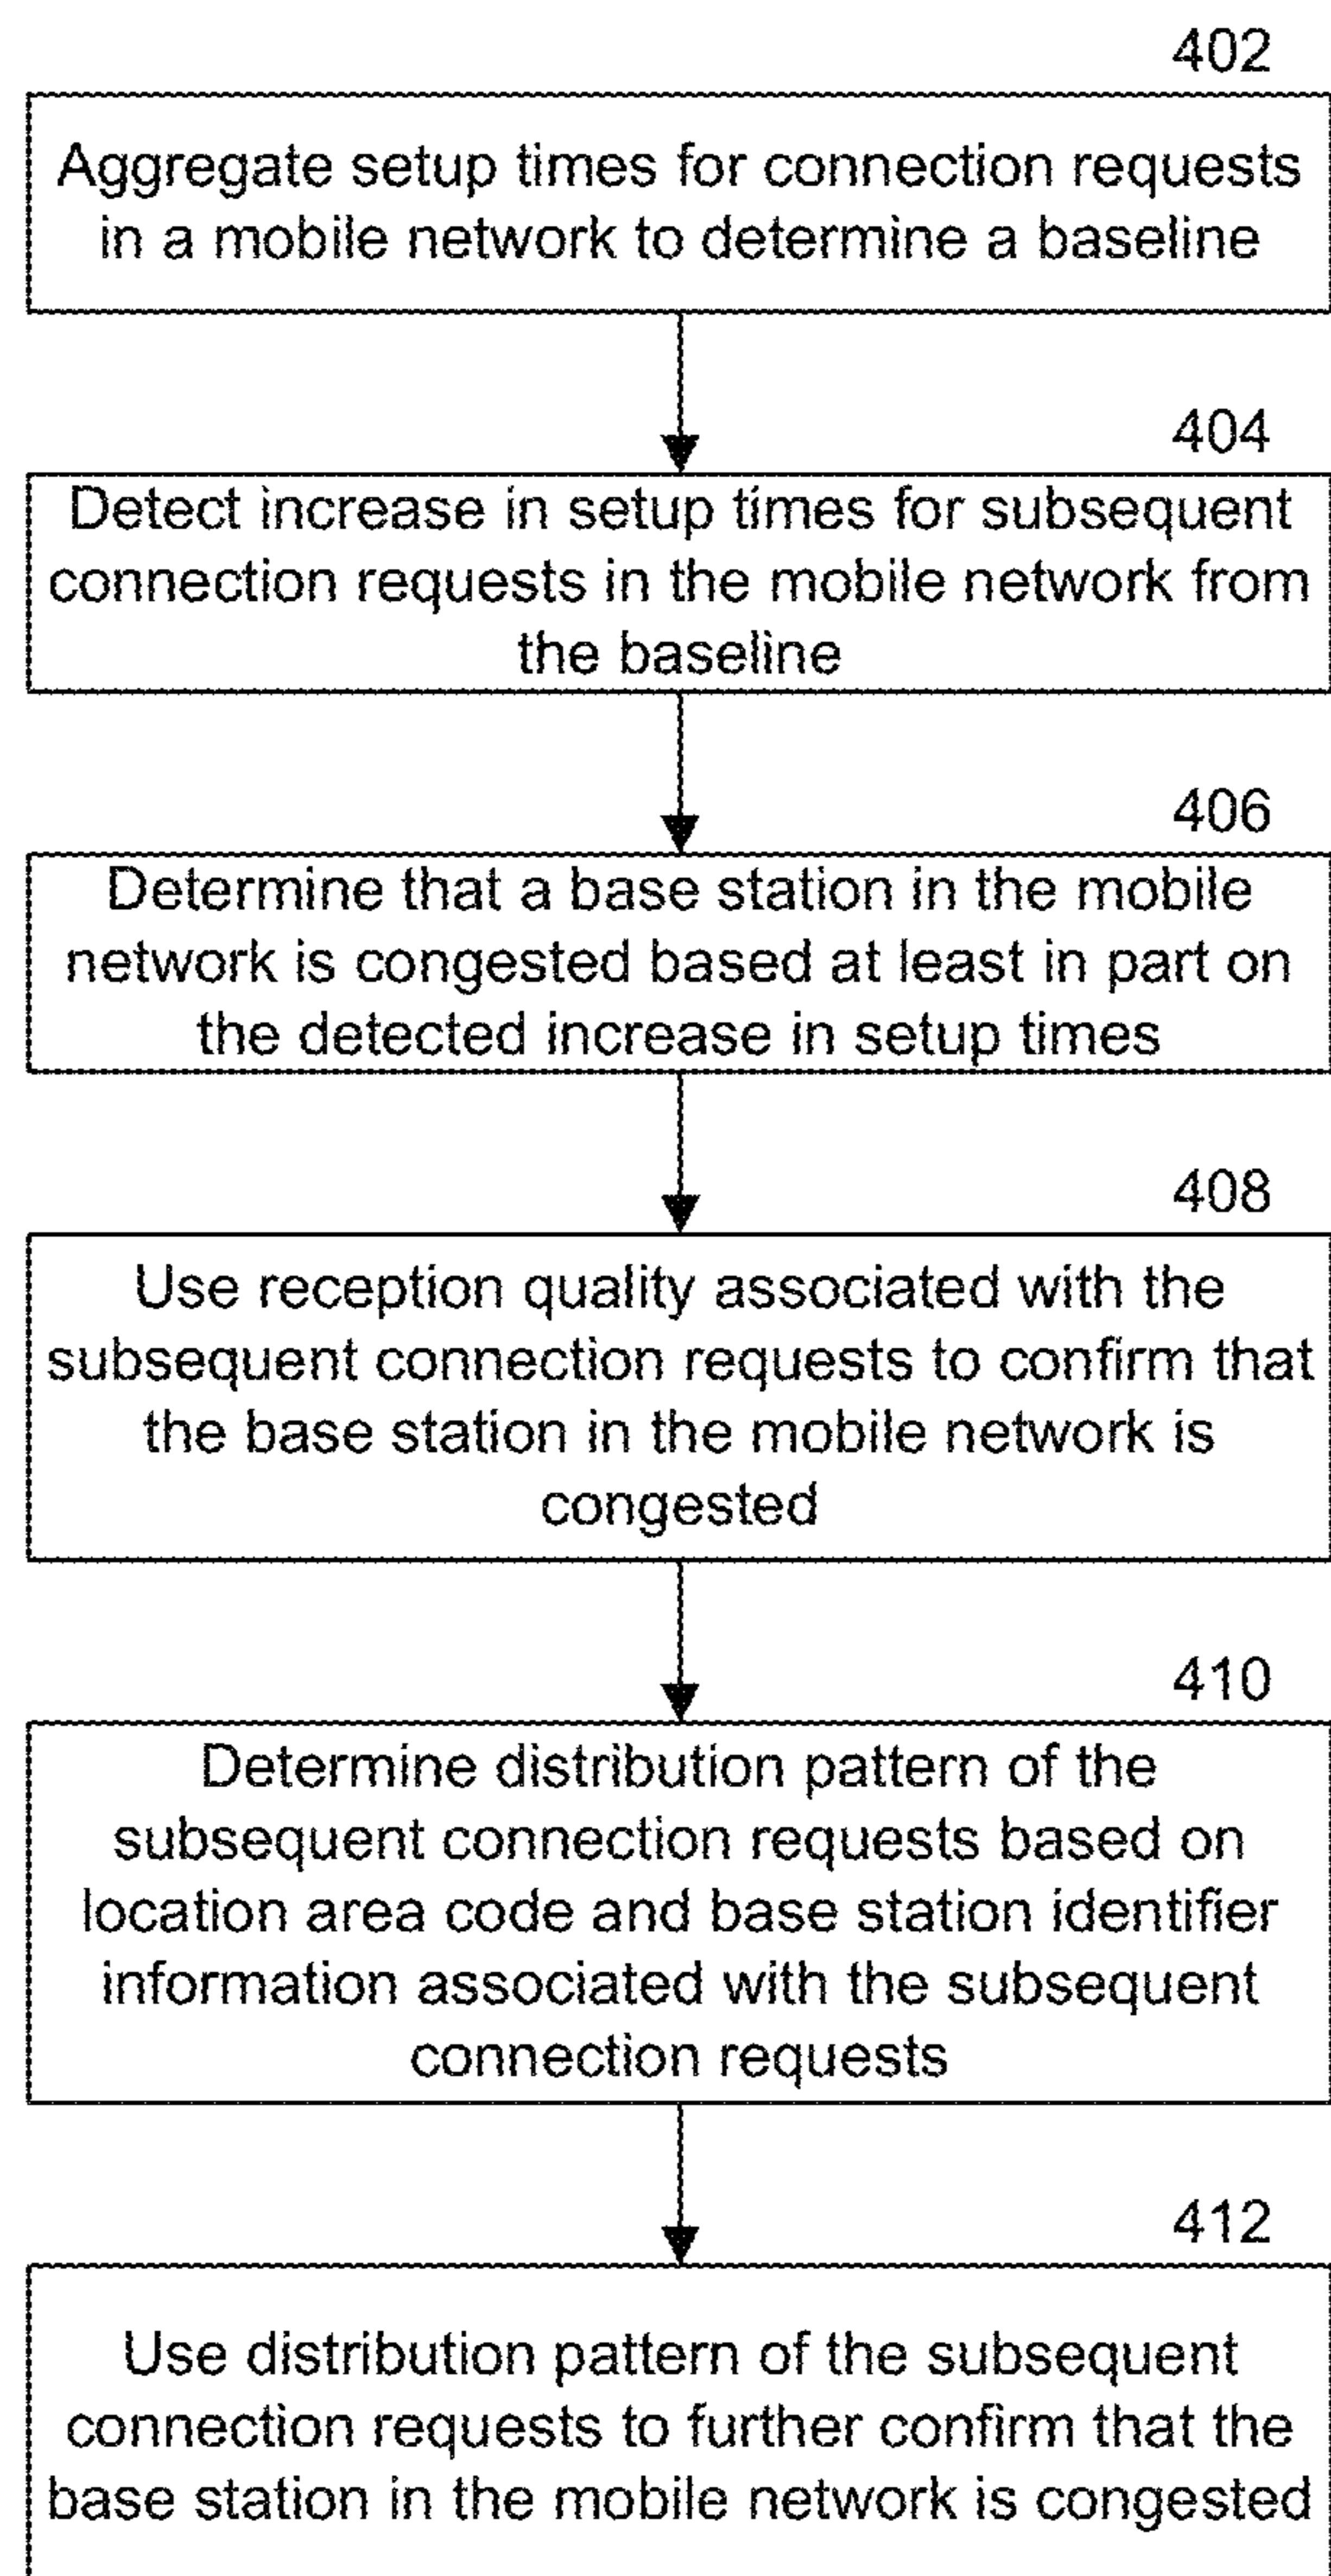 402
Aggregate setup times for connection requests
in a mobile network to determine a baseline
404
Detect increase in setup times for subsequent
connection requests in the mobile network from
the baseline
406
Determine that a base station in the mobile
network is congested based at least in part on
the detected increase in setup times
408
Use reception quality associated with the
subsequent connection requests to confirm that
the base station in the mobile network is
congested
410
Determine distribution pattern of the
subsequent connection requests based on
location area code and base station identifier
information associated with the subsequent
connection requests
412
Use distribution pattern of the subsequent
connection requests to further confirm that the
base station in the mobile network is congested